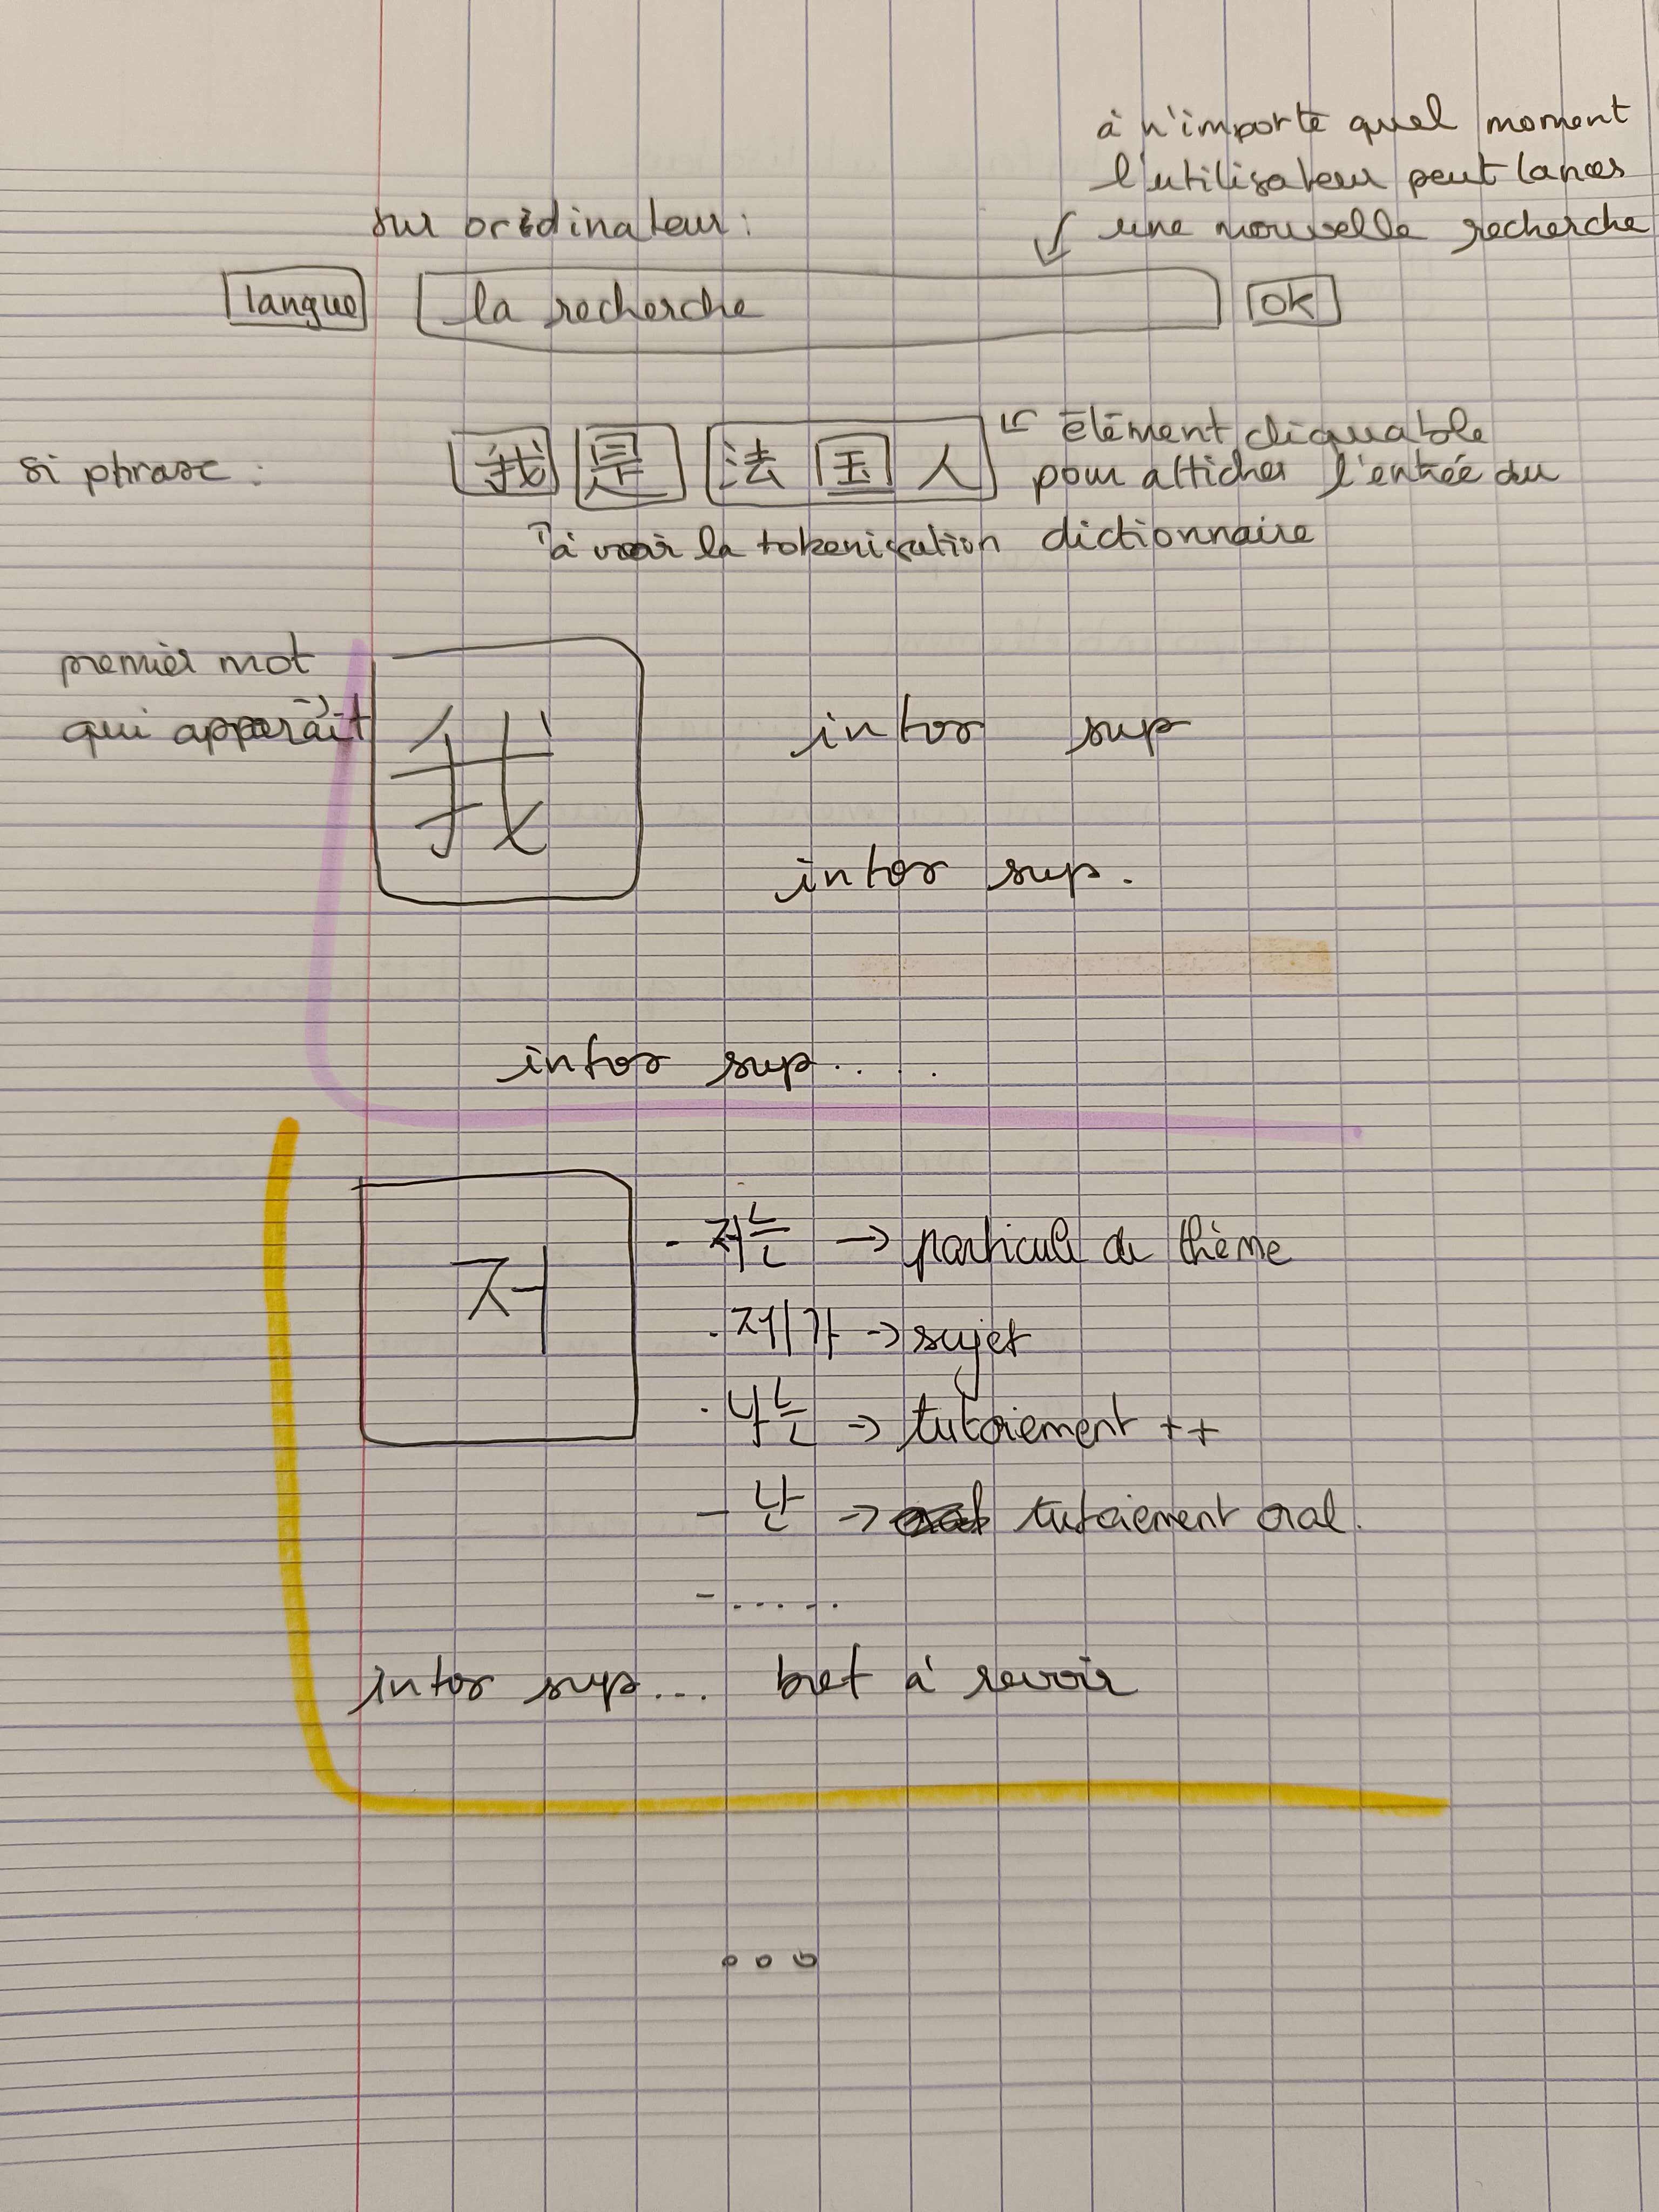 à n'importe quel moment
l'utilisateur peut lancer
une nouvelle recherche
sur ordinateur :
langue la recherche ok
si phrase : 我 是 法国人
élément cliquable
pour afficher l'entrée du
dictionnaire
à voir la tokenisation
premier mot
qui apparaît
我
infos sup
infos sup.
infos sup.....
저
- 저는 → particule de thème
· 제가 → sujet
· 나는 → tutoiement ++
- 난 → tutoiement oral.
- .....
infos sup... bref à revoir
ooo